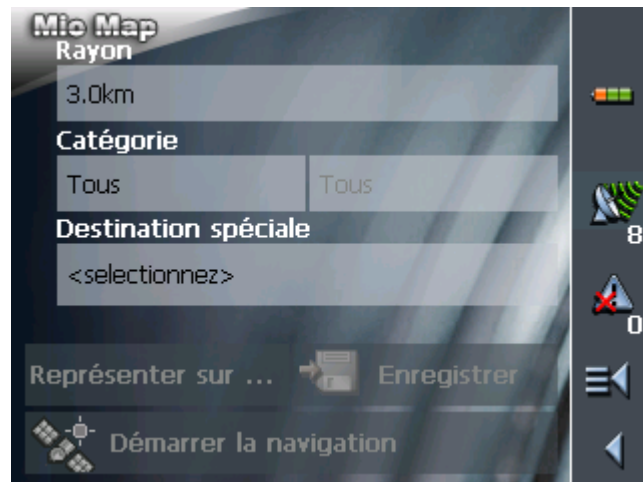 Mio Map
Rayon
3.0km
Catégorie
Tous Tous
Destination spéciale
<selectionnez>
8
0
Représenter sur ... Enregistrer
Démarrer la navigation